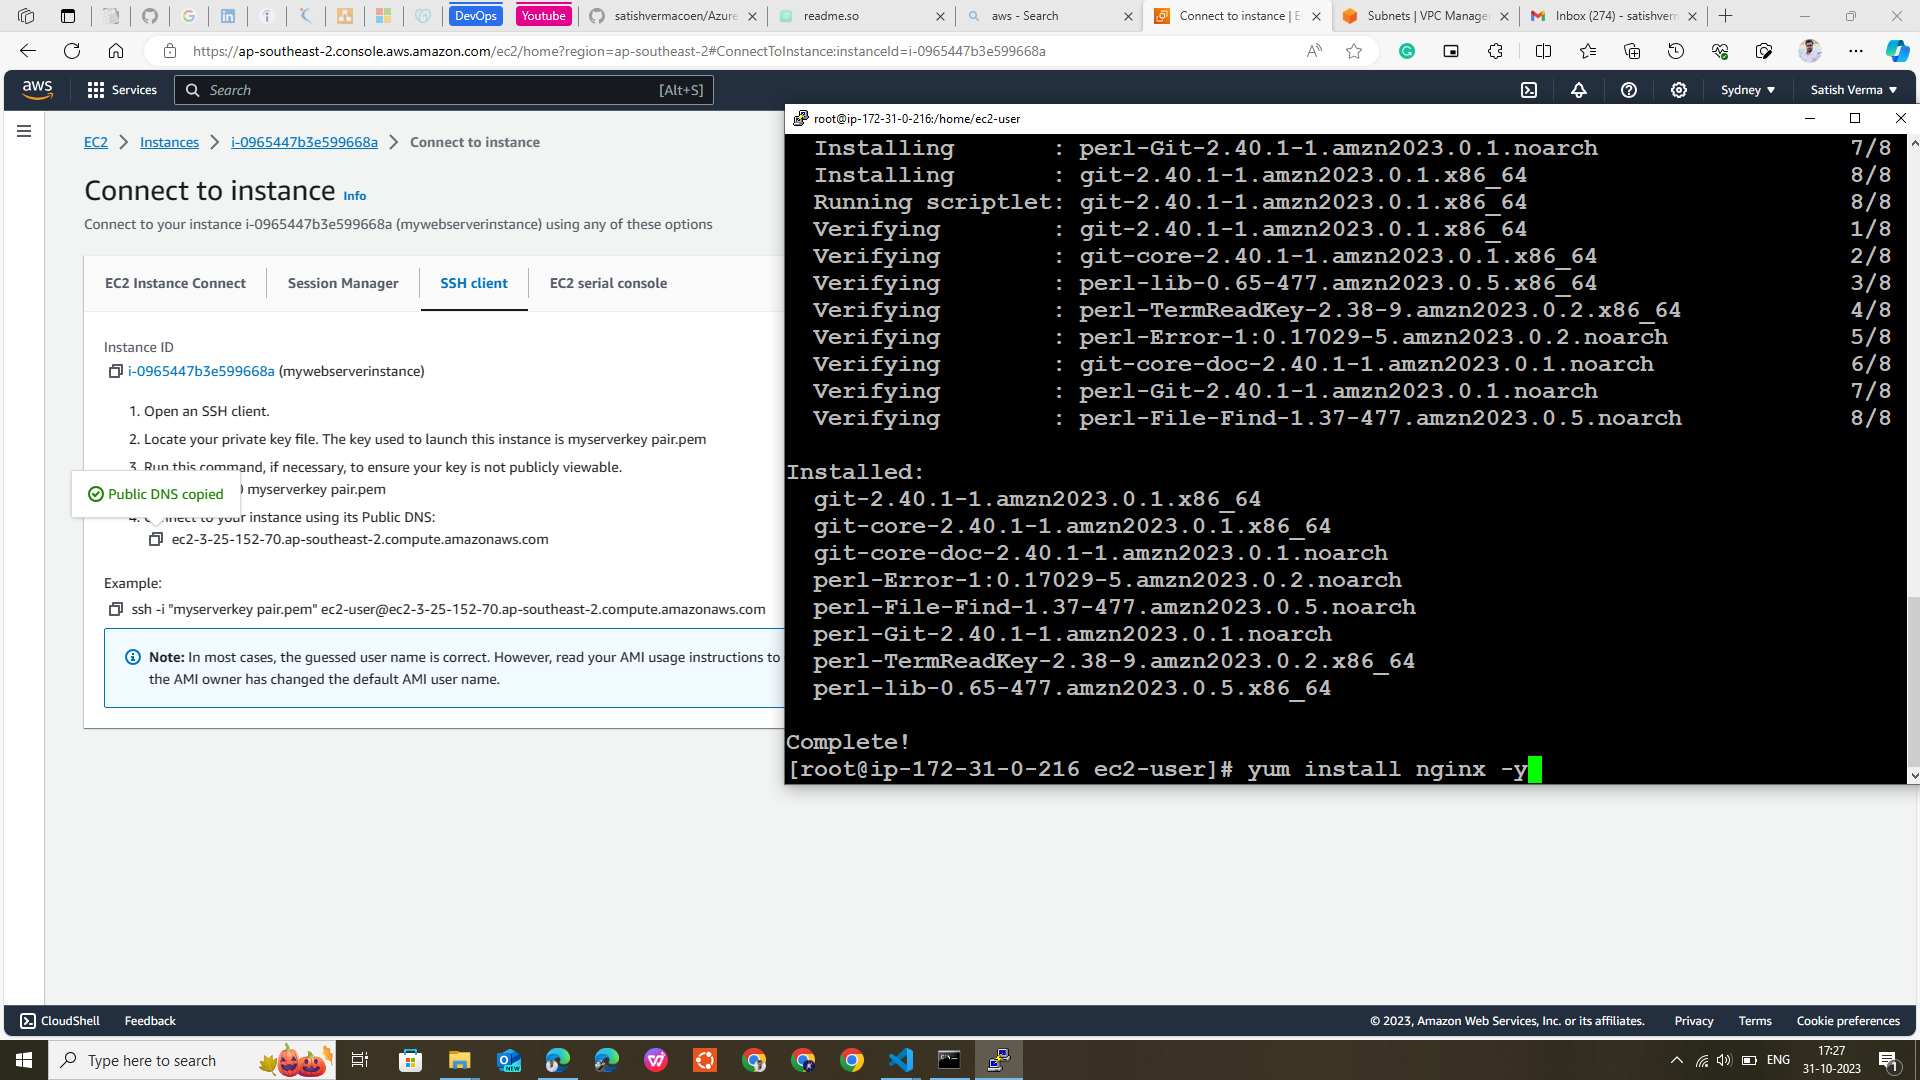 DevOps
Youtube
satishvermacoen/Azure
readme.so
aws - Search
Connect to instance | E
Subnets | VPC Manage
Inbox (274) - satishverm
https://ap-southeast-2.console.aws.amazon.com/ec2/home?region=ap-southeast-2#ConnectToInstance:instanceId=i-0965447b3e599668a
aws
Services
Search
[Alt+S]
Sydney
Satish Verma
EC2
Instances
i-0965447b3e599668a
Connect to instance
Connect to instance Info
Connect to your instance i-0965447b3e599668a (mywebserverinstance) using any of these options
EC2 Instance Connect
Session Manager
SSH client
EC2 serial console
Instance ID
i-0965447b3e599668a (mywebserverinstance)
1. Open an SSH client.
2. Locate your private key file. The key used to launch this instance is myserverkey pair.pem
3. Run this command, if necessary, to ensure your key is not publicly viewable.
myserverkey pair.pem
Public DNS copied
4. Connect to your instance using its Public DNS:
ec2-3-25-152-70.ap-southeast-2.compute.amazonaws.com
Example:
ssh -i "myserverkey pair.pem" ec2-user@ec2-3-25-152-70.ap-southeast-2.compute.amazonaws.com
Note: In most cases, the guessed user name is correct. However, read your AMI usage instructions to
the AMI owner has changed the default AMI user name.
root@ip-172-31-0-216:/home/ec2-user
Installing : perl-Git-2.40.1-1.amzn2023.0.1.noarch 7/8
Installing : git-2.40.1-1.amzn2023.0.1.x86_64 8/8
Running scriptlet: git-2.40.1-1.amzn2023.0.1.x86_64 8/8
Verifying : git-2.40.1-1.amzn2023.0.1.x86_64 1/8
Verifying : git-core-2.40.1-1.amzn2023.0.1.x86_64 2/8
Verifying : perl-lib-0.65-477.amzn2023.0.5.x86_64 3/8
Verifying : perl-TermReadKey-2.38-9.amzn2023.0.2.x86_64 4/8
Verifying : perl-Error-1:0.17029-5.amzn2023.0.2.noarch 5/8
Verifying : git-core-doc-2.40.1-1.amzn2023.0.1.noarch 6/8
Verifying : perl-Git-2.40.1-1.amzn2023.0.1.noarch 7/8
Verifying : perl-File-Find-1.37-477.amzn2023.0.5.noarch 8/8
Installed:
git-2.40.1-1.amzn2023.0.1.x86_64
git-core-2.40.1-1.amzn2023.0.1.x86_64
git-core-doc-2.40.1-1.amzn2023.0.1.noarch
perl-Error-1:0.17029-5.amzn2023.0.2.noarch
perl-File-Find-1.37-477.amzn2023.0.5.noarch
perl-Git-2.40.1-1.amzn2023.0.1.noarch
perl-TermReadKey-2.38-9.amzn2023.0.2.x86_64
perl-lib-0.65-477.amzn2023.0.5.x86_64
Complete!
[root@ip-172-31-0-216 ec2-user]# yum install nginx -y
CloudShell
Feedback
© 2023, Amazon Web Services, Inc. or its affiliates.
Privacy
Terms
Cookie preferences
Type here to search
NEW
ENG
17:27
31-10-2023
1